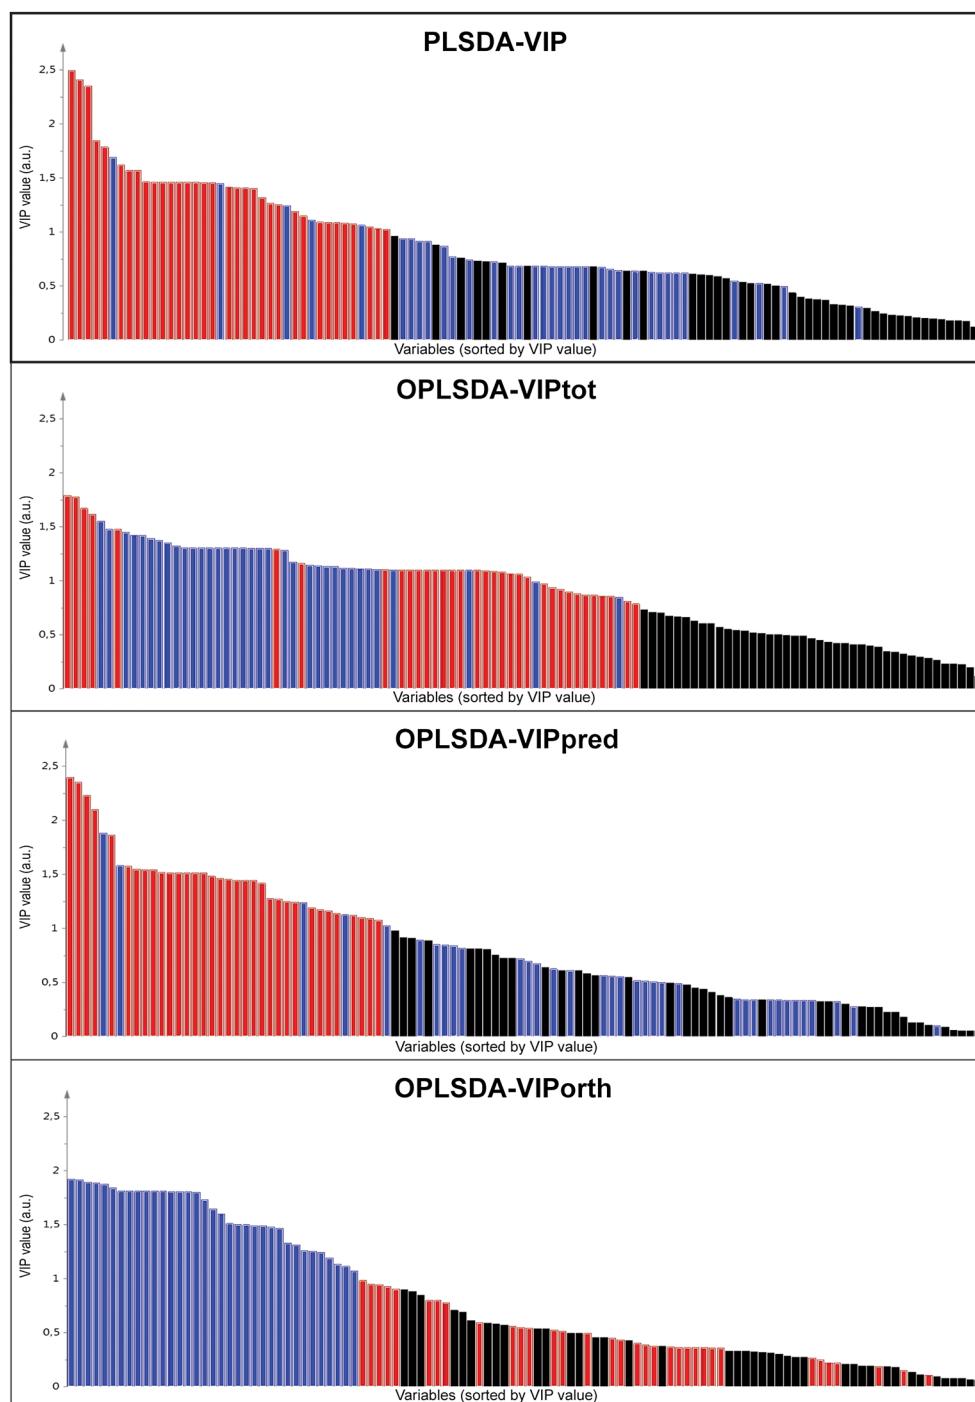 PLSDA-VIP
2,5
2
1,5
1
0,5
0
VIP value (a.u.)
Variables (sorted by VIP value)
OPLSDA-VIPtot
2,5
2
1,5
1
0,5
0
VIP value (a.u.)
Variables (sorted by VIP value)
OPLSDA-VIPpred
2,5
2
1,5
1
0,5
0
VIP value (a.u.)
Variables (sorted by VIP value)
OPLSDA-VIPorth
2,5
2
1,5
1
0,5
0
VIP value (a.u.)
Variables (sorted by VIP value)